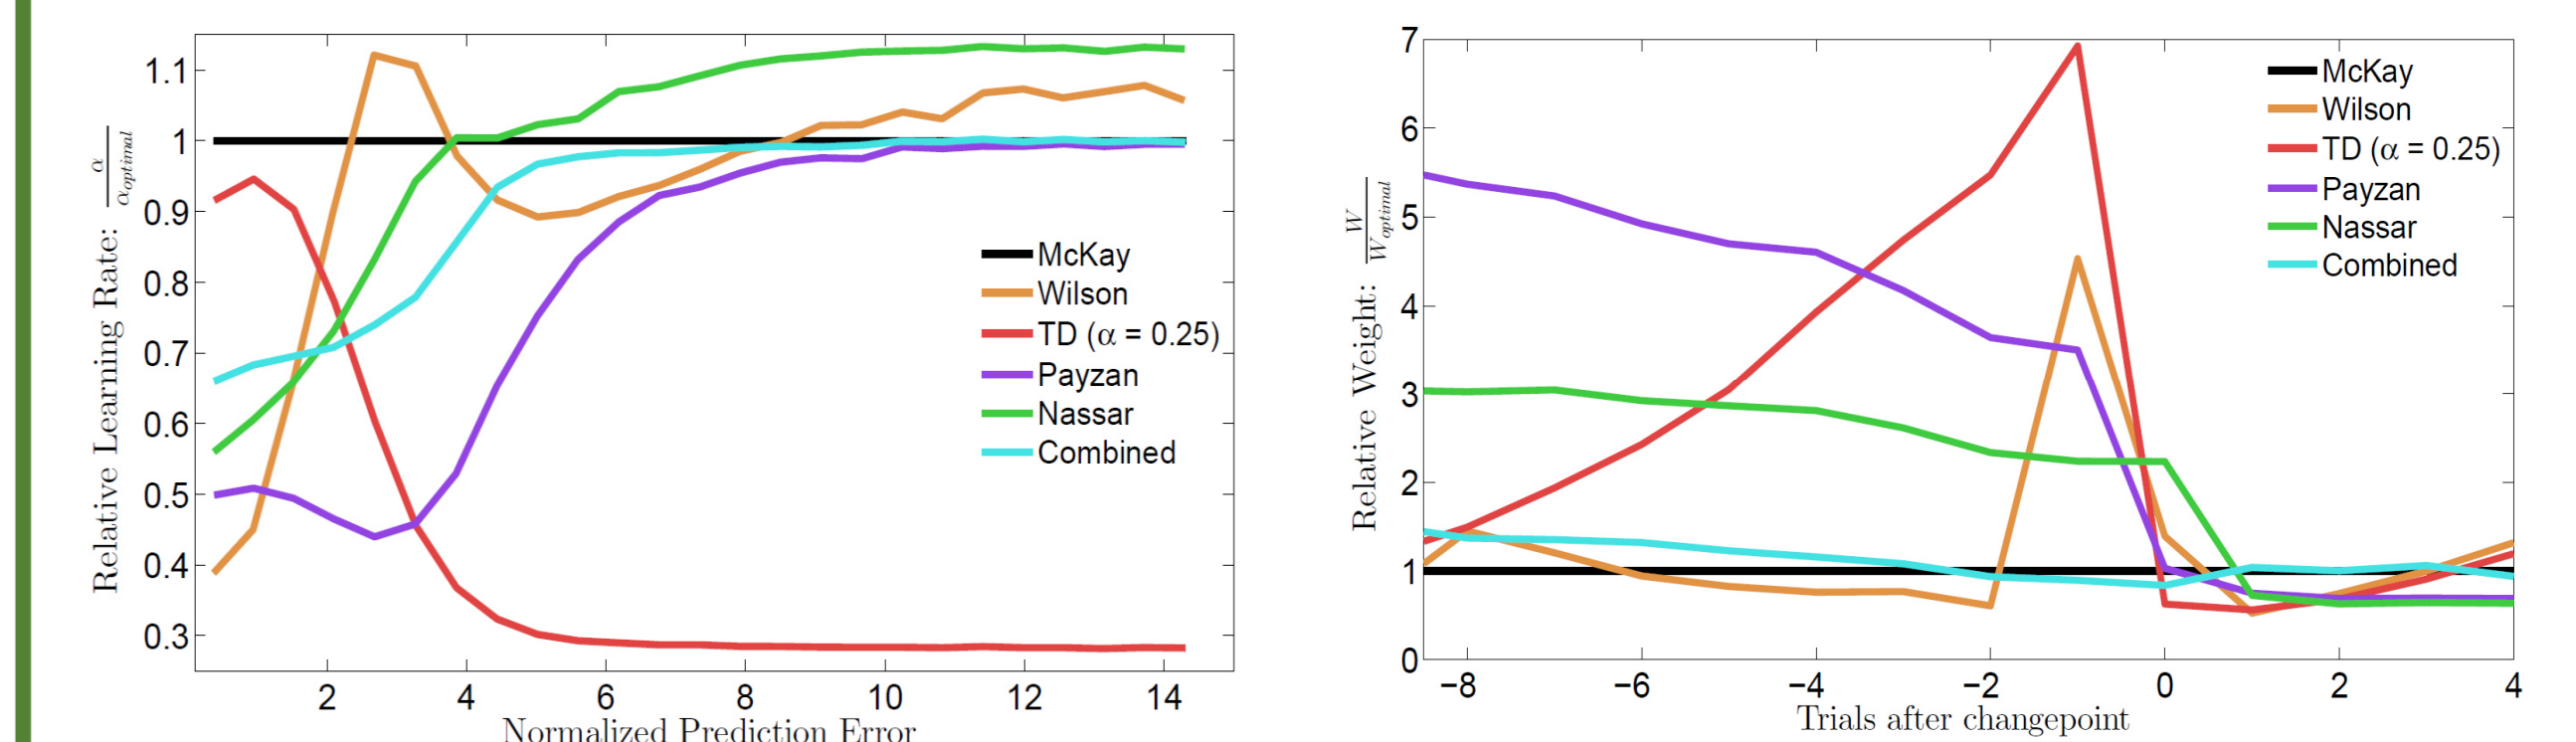 1.1
1
0.9
0.8
0.7
0.6
0.5
0.4
0.3
Relative Learning Rate: α/α_optimal
McKay
Wilson
TD (α = 0.25)
Payzan
Nassar
Combined
2 4 6 8 10 12 14
Normalized Prediction Error
7
6
5
4
3
2
1
0
Relative Weight: W/W_optimal
McKay
Wilson
TD (α = 0.25)
Payzan
Nassar
Combined
−8 −6 −4 −2 0 2 4
Trials after changepoint